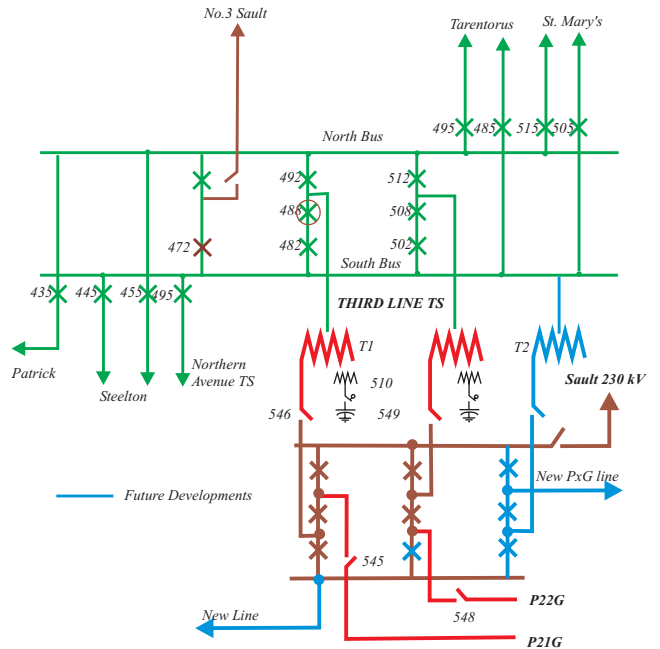 No.3 Sault
Tarentorus
St. Mary's
495
485
515
505
North Bus
492
512
488
508
472
482
502
South Bus
435
445
455
495
THIRD LINE TS
Patrick
Steelton
Northern
Avenue TS
T1
T2
510
546
549
Sault 230 kV
Future Developments
New PxG line
545
New Line
548
P22G
P21G